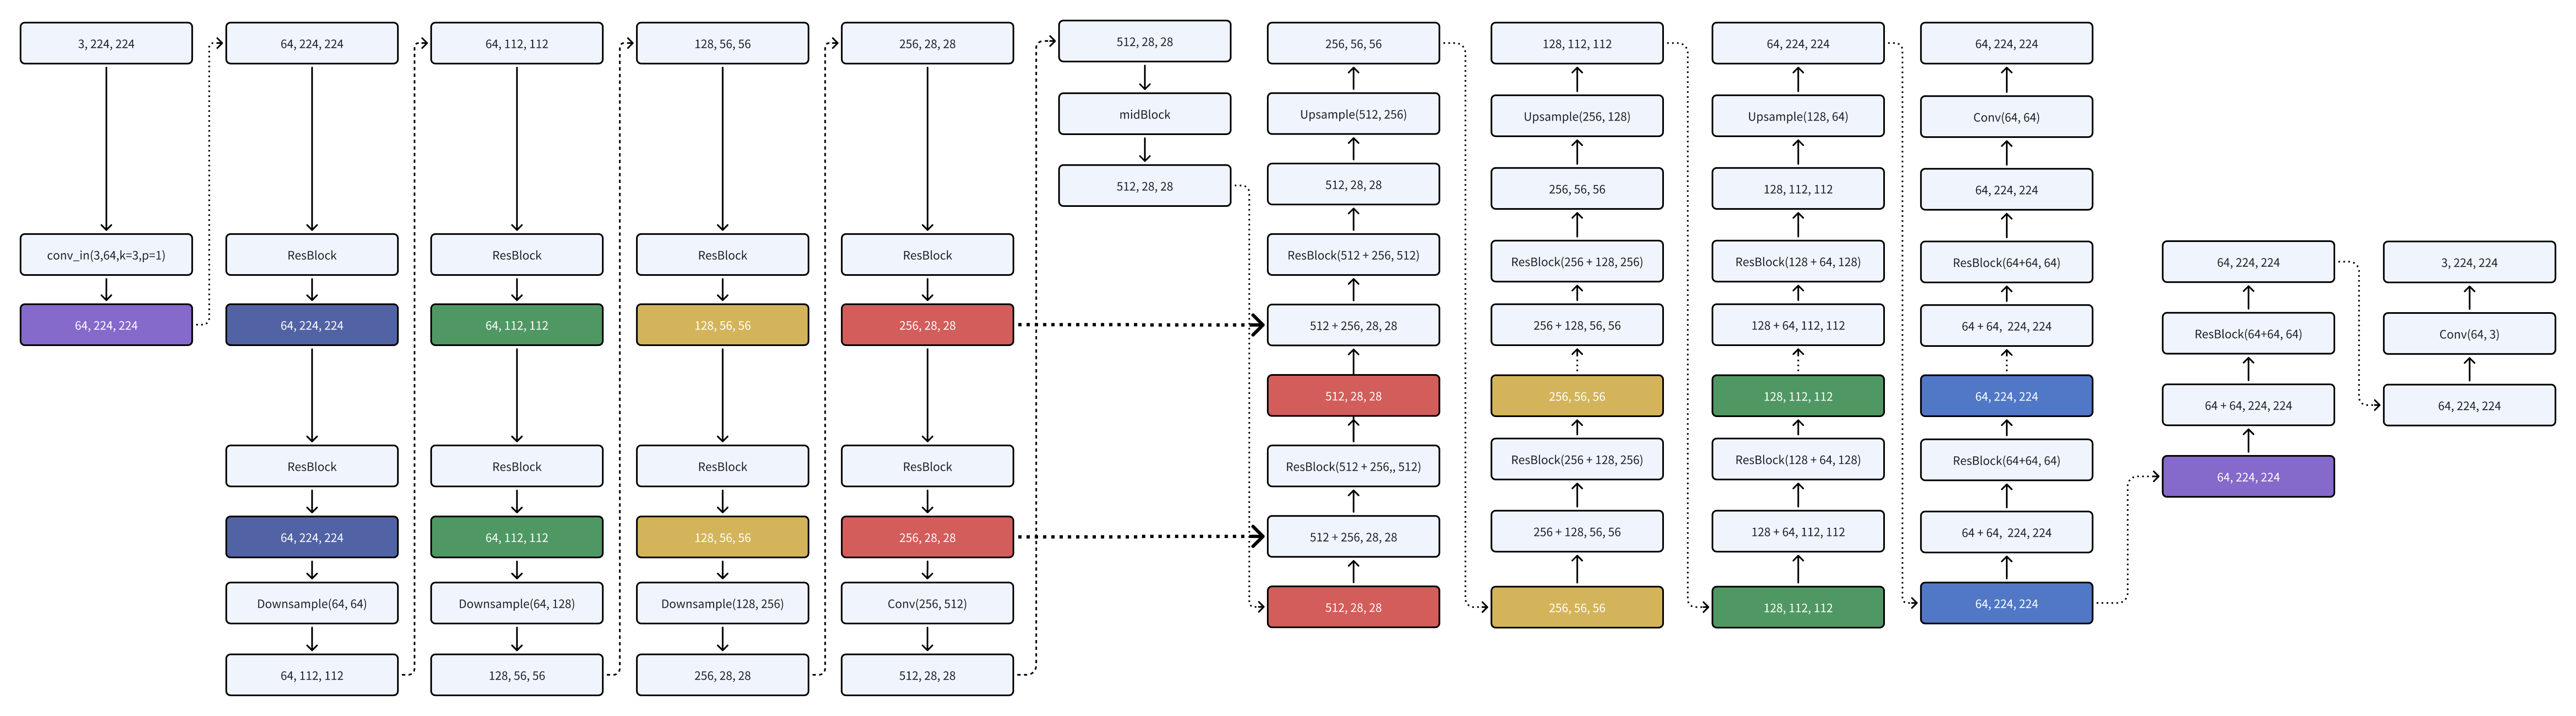 3, 224, 224
conv_in(3,64,k=3,p=1)
64, 224, 224
64, 224, 224
ResBlock
64, 224, 224
ResBlock
64, 224, 224
Downsample(64, 64)
64, 112, 112
64, 112, 112
ResBlock
64, 112, 112
ResBlock
64, 112, 112
Downsample(64, 128)
128, 56, 56
128, 56, 56
ResBlock
128, 56, 56
ResBlock
128, 56, 56
Downsample(128, 256)
256, 28, 28
256, 28, 28
ResBlock
256, 28, 28
ResBlock
256, 28, 28
Conv(256, 512)
512, 28, 28
512, 28, 28
midBlock
512, 28, 28
256, 56, 56
Upsample(512, 256)
512, 28, 28
ResBlock(512 + 256, 512)
512 + 256, 28, 28
512, 28, 28
ResBlock(512 + 256,, 512)
512 + 256, 28, 28
512, 28, 28
128, 112, 112
Upsample(256, 128)
256, 56, 56
ResBlock(256 + 128, 256)
256 + 128, 56, 56
256, 56, 56
ResBlock(256 + 128, 256)
256 + 128, 56, 56
256, 56, 56
64, 224, 224
Upsample(128, 64)
128, 112, 112
ResBlock(128 + 64, 128)
128 + 64, 112, 112
128, 112, 112
ResBlock(128 + 64, 128)
128 + 64, 112, 112
128, 112, 112
64, 224, 224
Conv(64, 64)
64, 224, 224
ResBlock(64+64, 64)
64 + 64, 224, 224
64, 224, 224
ResBlock(64+64, 64)
64 + 64, 224, 224
64, 224, 224
64, 224, 224
ResBlock(64+64, 64)
64 + 64, 224, 224
64, 224, 224
3, 224, 224
Conv(64, 3)
64, 224, 224